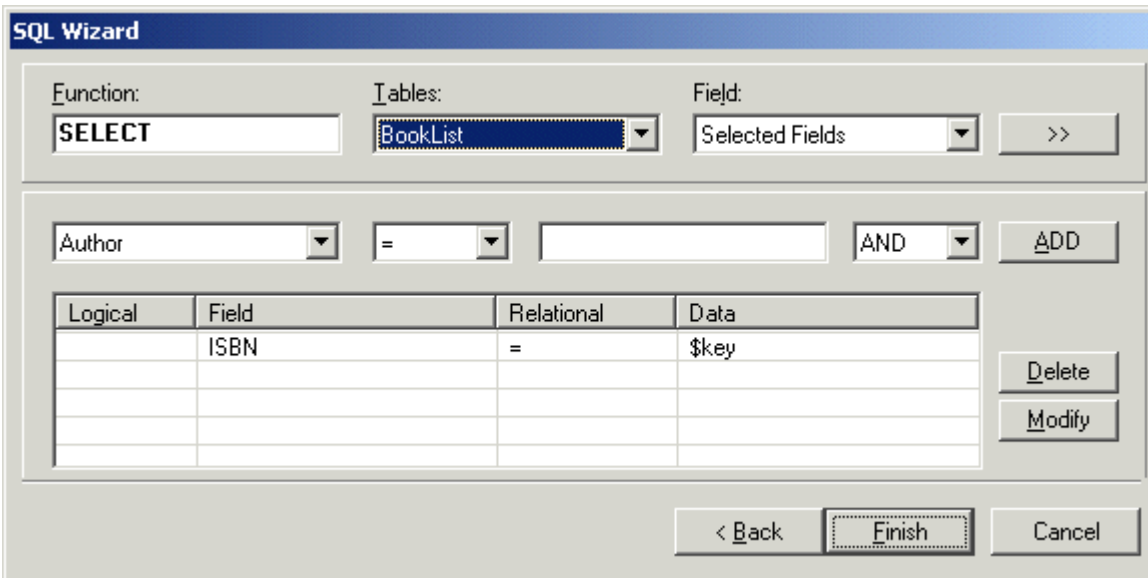 SQL Wizard
Function: Tables: Field:
SELECT BookList Selected Fields >>
Author = AND ADD
Logical Field Relational Data
ISBN = $key
Delete
Modify
< Back Finish Cancel